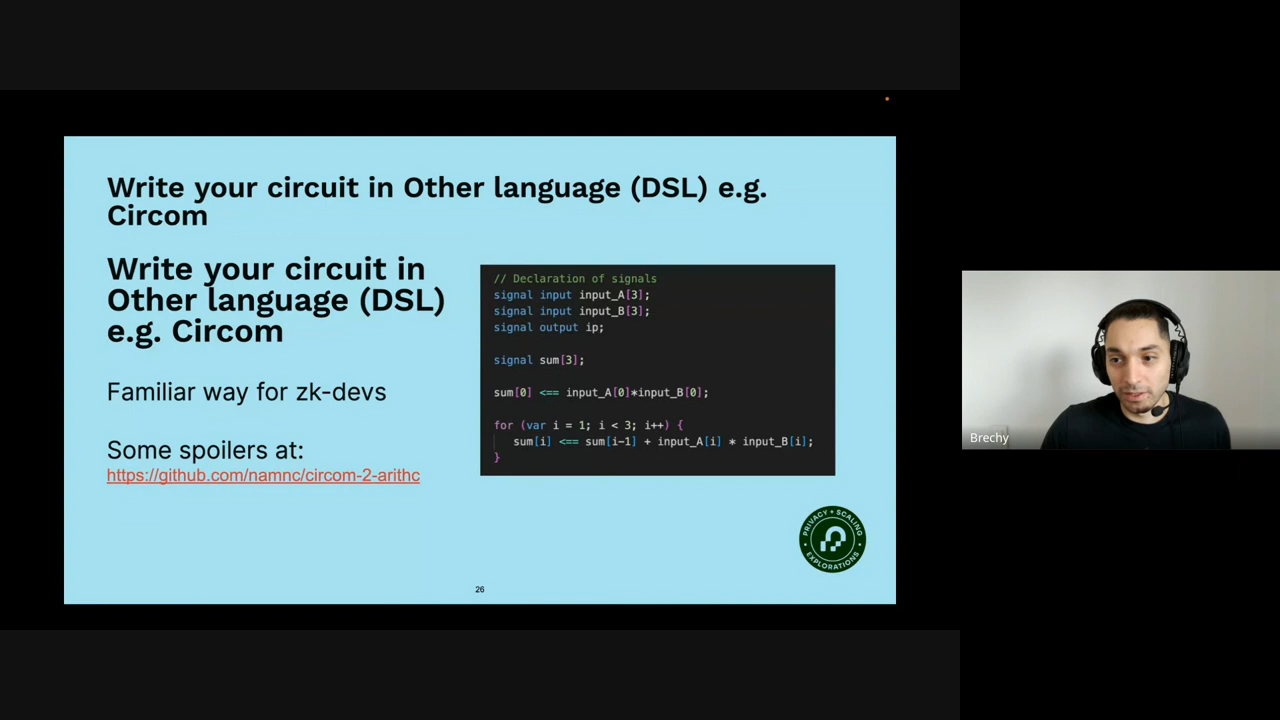 Write your circuit in Other language (DSL) e.g.
Circom
Write your circuit in
Other language (DSL)
e.g. Circom
Familiar way for zk-devs
Some spoilers at:
https://github.com/namnc/circom-2-arithc
// Declaration of signals
signal input input_A[3];
signal input input_B[3];
signal output ip;
signal sum[3];
sum[0] <== input_A[0]*input_B[0];
for (var i = 1; i < 3; i++) {
sum[i] <== sum[i-1] + input_A[i] * input_B[i];
}
PRIVACY + SCALING
EXPLORATIONS
26
Brechy